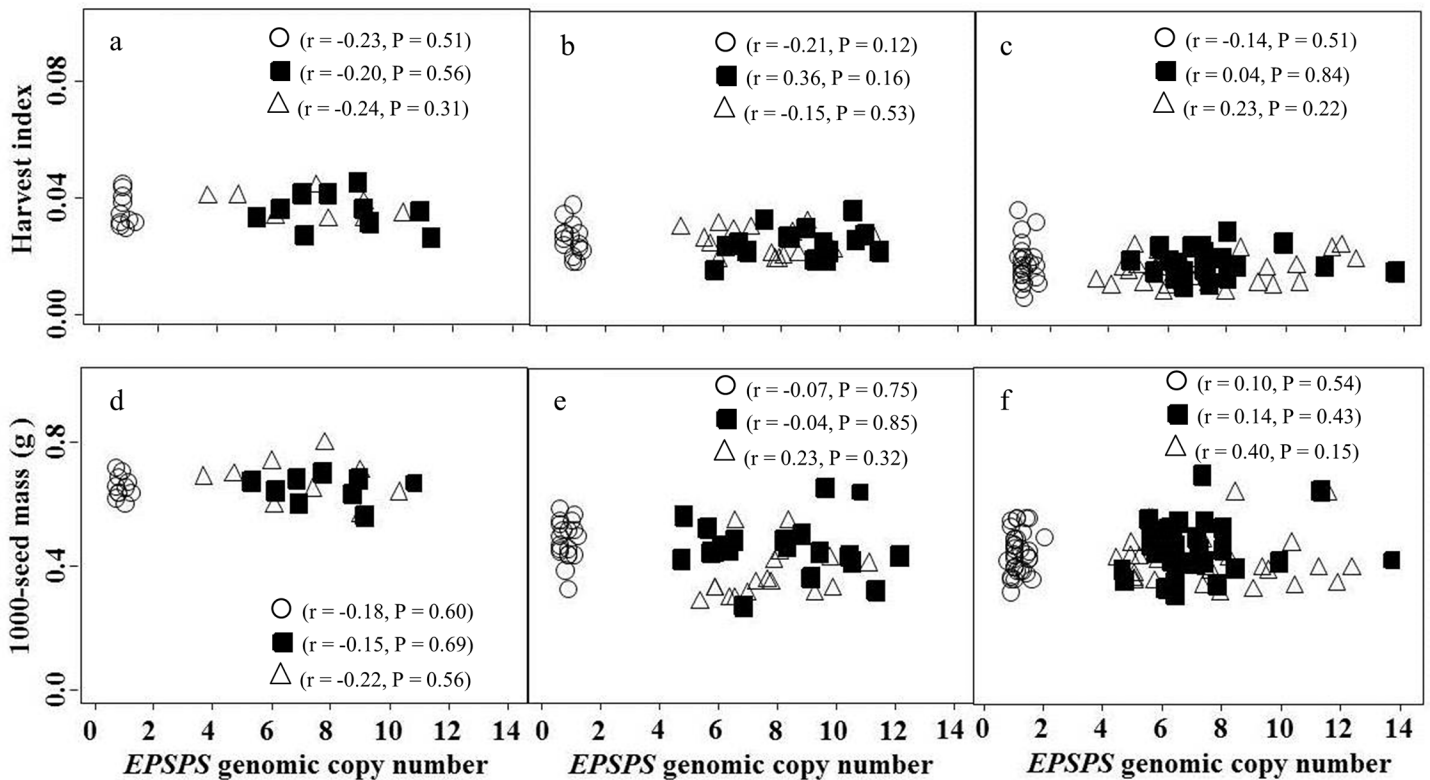 a
(r = -0.23, P = 0.51)
(r = -0.20, P = 0.56)
(r = -0.24, P = 0.31)
b
(r = -0.21, P = 0.12)
(r = 0.36, P = 0.16)
(r = -0.15, P = 0.53)
c
(r = -0.14, P = 0.51)
(r = 0.04, P = 0.84)
(r = 0.23, P = 0.22)
Harvest index
0.08
0.04
0.00
d
(r = -0.18, P = 0.60)
(r = -0.15, P = 0.69)
(r = -0.22, P = 0.56)
e
(r = -0.07, P = 0.75)
(r = -0.04, P = 0.85)
(r = 0.23, P = 0.32)
f
(r = 0.10, P = 0.54)
(r = 0.14, P = 0.43)
(r = 0.40, P = 0.15)
1000-seed mass (g )
0.8
0.4
0.0
0 2 4 6 8 10 12 14
0 2 4 6 8 10 12 14
0 2 4 6 8 10 12 14
EPSPS genomic copy number
EPSPS genomic copy number
EPSPS genomic copy number